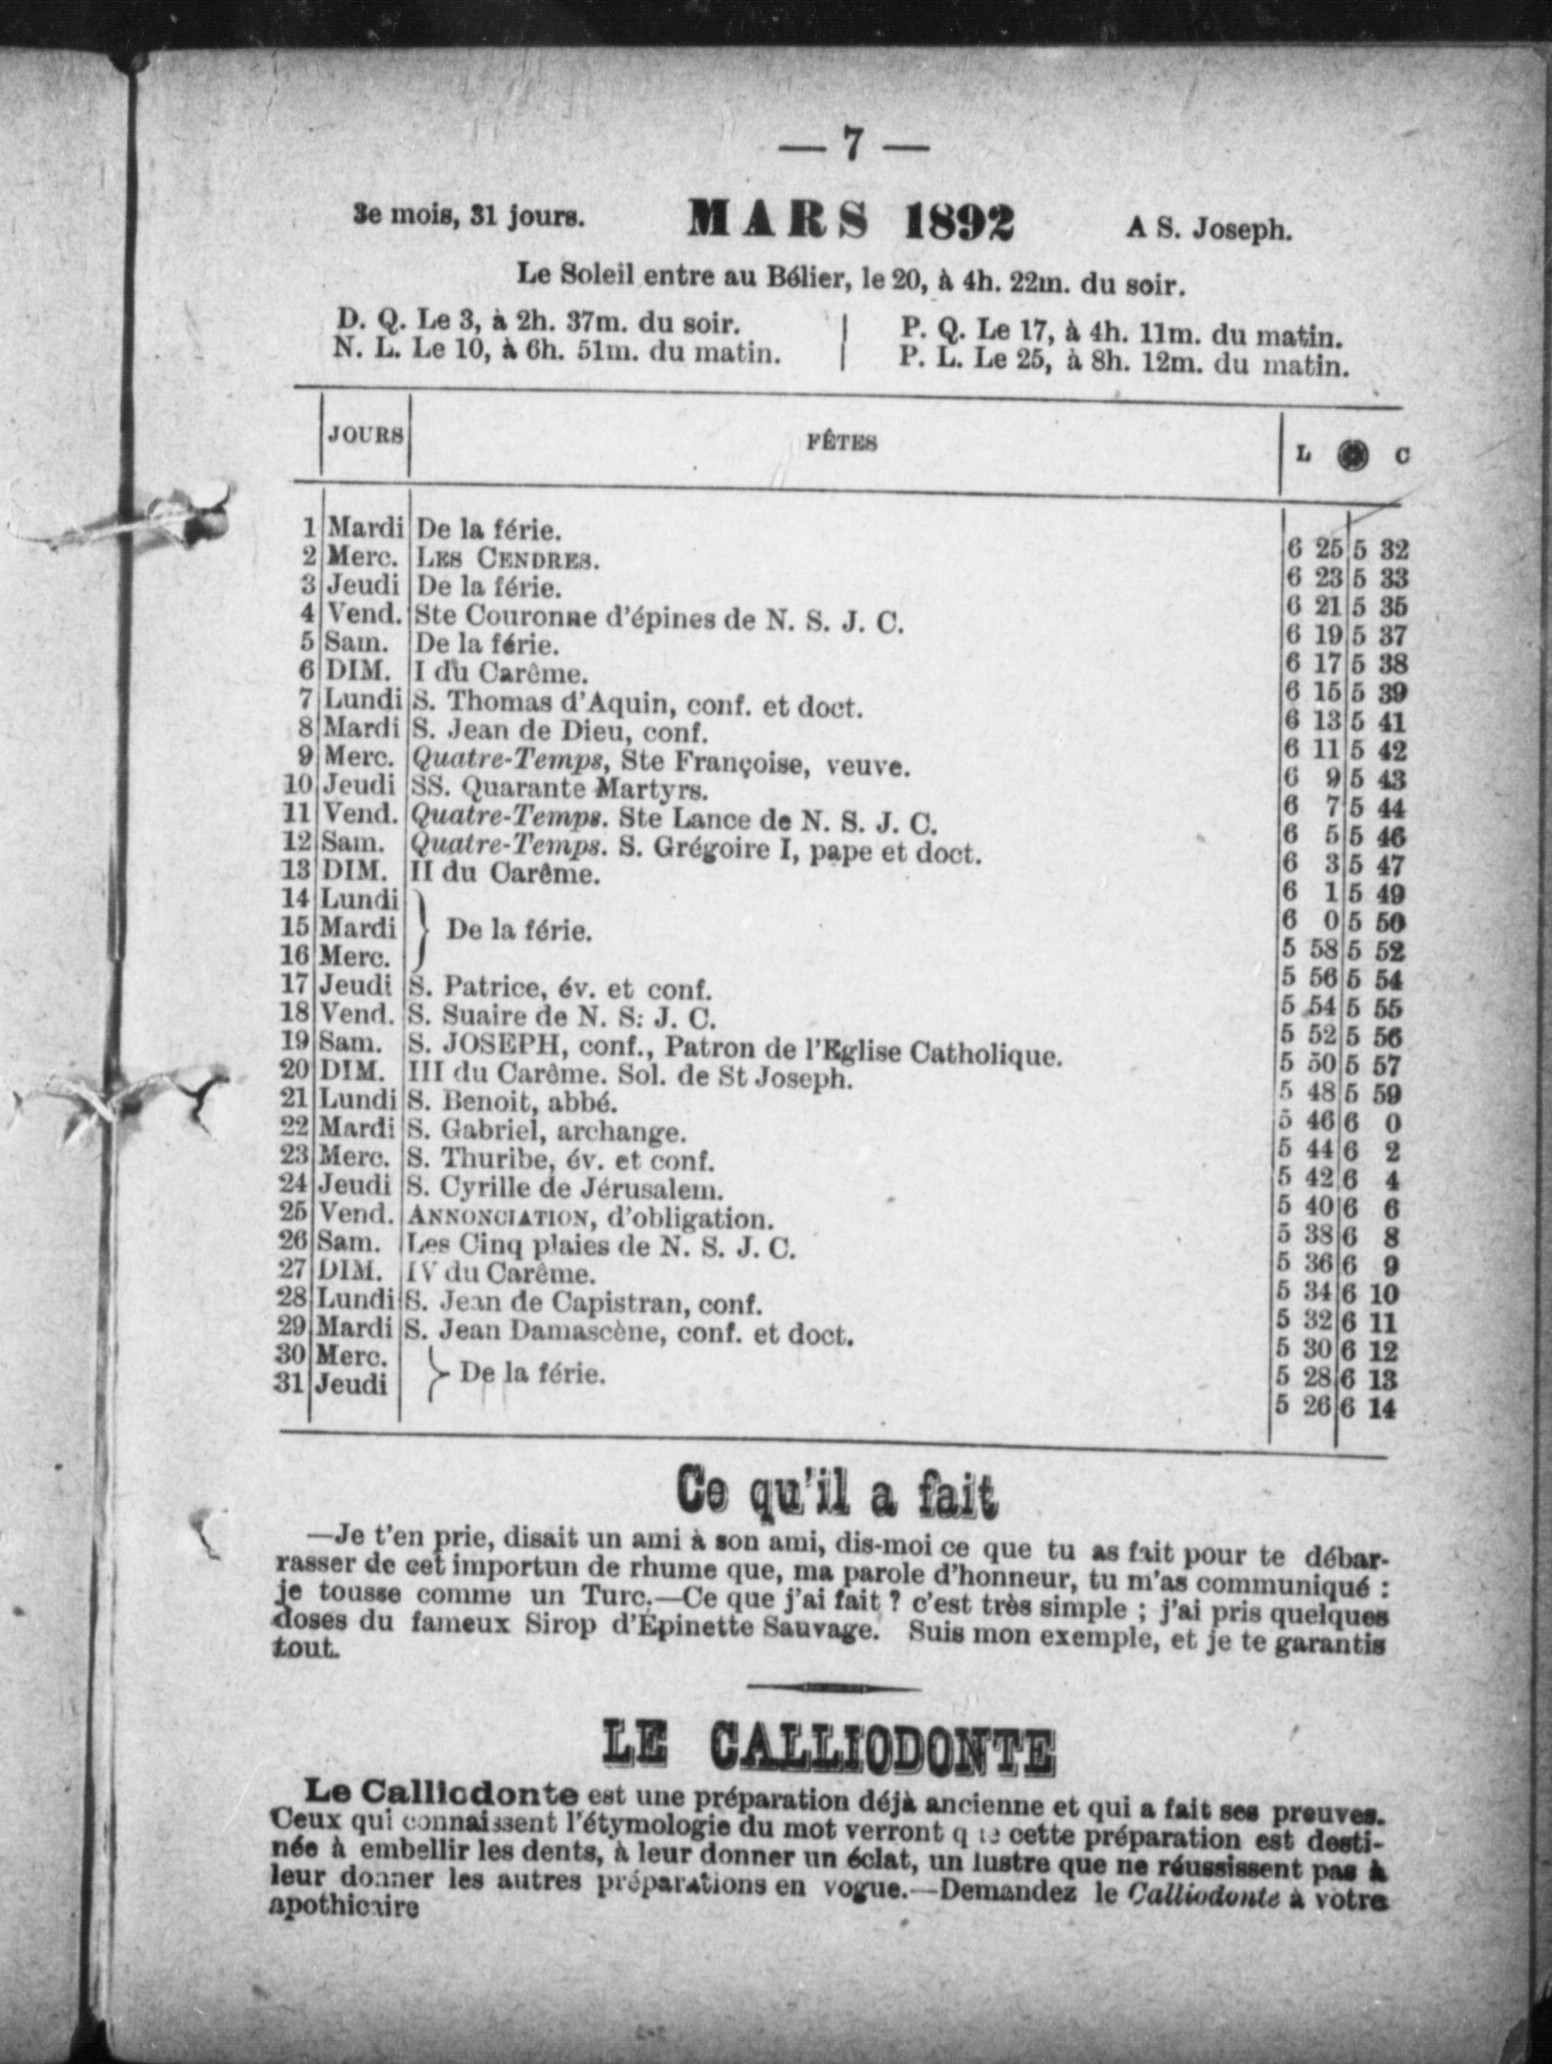 — 7 —
3e mois, 31 jours. MARS 1892 A S. Joseph.
Le Soleil entre au Bélier, le 20, à 4h. 22m. du soir.
D. Q. Le 3, à 2h. 37m. du soir. | P. Q. Le 17, à 4h. 11m. du matin.
N. L. Le 10, à 6h. 51m. du matin. | P. L. Le 25, à 8h. 12m. du matin.
JOURS FÊTES L C
1 Mardi De la férie. 6 25 5 32
2 Merc. LES CENDRES. 6 23 5 33
3 Jeudi De la férie. 6 21 5 35
4 Vend. Ste Couronne d'épines de N. S. J. C. 6 19 5 37
5 Sam. De la férie. 6 17 5 38
6 DIM. I du Carême. 6 15 5 39
7 Lundi S. Thomas d'Aquin, conf. et doct. 6 13 5 41
8 Mardi S. Jean de Dieu, conf. 6 11 5 42
9 Merc. Quatre-Temps, Ste Françoise, veuve. 6 9 5 43
10 Jeudi SS. Quarante Martyrs. 6 7 5 44
11 Vend. Quatre-Temps. Ste Lance de N. S. J. C. 6 5 5 46
12 Sam. Quatre-Temps. S. Grégoire I, pape et doct. 6 3 5 47
13 DIM. II du Carême. 6 1 5 49
14 Lundi 6 0 5 50
15 Mardi } De la férie. 5 58 5 52
16 Merc. 5 56 5 54
17 Jeudi S. Patrice, év. et conf. 5 54 5 55
18 Vend. S. Suaire de N. S: J. C. 5 52 5 56
19 Sam. S. JOSEPH, conf., Patron de l'Eglise Catholique. 5 50 5 57
20 DIM. III du Carême. Sol. de St Joseph. 5 48 5 59
21 Lundi S. Benoit, abbé. 5 46 6 0
22 Mardi S. Gabriel, archange. 5 44 6 2
23 Merc. S. Thuribe, év. et conf. 5 42 6 4
24 Jeudi S. Cyrille de Jérusalem. 5 40 6 6
25 Vend. ANNONCIATION, d'obligation. 5 38 6 8
26 Sam. Les Cinq plaies de N. S. J. C. 5 36 6 9
27 DIM. IV du Carême. 5 34 6 10
28 Lundi S. Jean de Capistran, conf. 5 32 6 11
29 Mardi S. Jean Damascène, conf. et doct. 5 30 6 12
30 Merc. } De la férie. 5 28 6 13
31 Jeudi 5 26 6 14
Ce qu'il a fait
—Je t'en prie, disait un ami à son ami, dis-moi ce que tu as fait pour te débar-
rasser de cet importun de rhume que, ma parole d'honneur, tu m'as communiqué :
je tousse comme un Turc.—Ce que j'ai fait ? c'est très simple ; j'ai pris quelques
doses du fameux Sirop d'Épinette Sauvage. Suis mon exemple, et je te garantis
tout.
LE CALLIODONTE
Le Calliodonte est une préparation déjà ancienne et qui a fait ses preuves.
Ceux qui connaissent l'étymologie du mot verront que cette préparation est desti-
née à embellir les dents, à leur donner un éclat, un lustre que ne réussissent pas à
leur donner les autres préparations en vogue.—Demandez le Calliodonte à votre
apothicaire